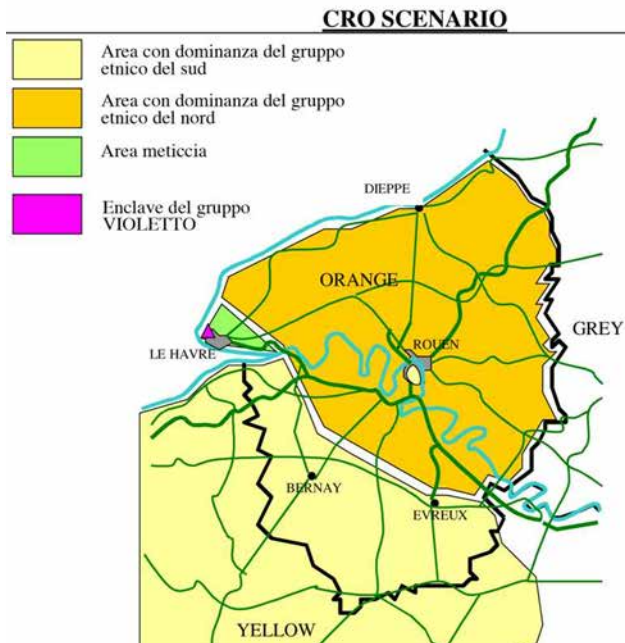 CRO SCENARIO
Area con dominanza del gruppo
etnico del sud
Area con dominanza del gruppo
etnico del nord
Area meticcia
Enclave del gruppo
VIOLETTO
DIEPPE
ORANGE
GREY
ROUEN
LE HAVRE
BERNAY
EVREUX
YELLOW